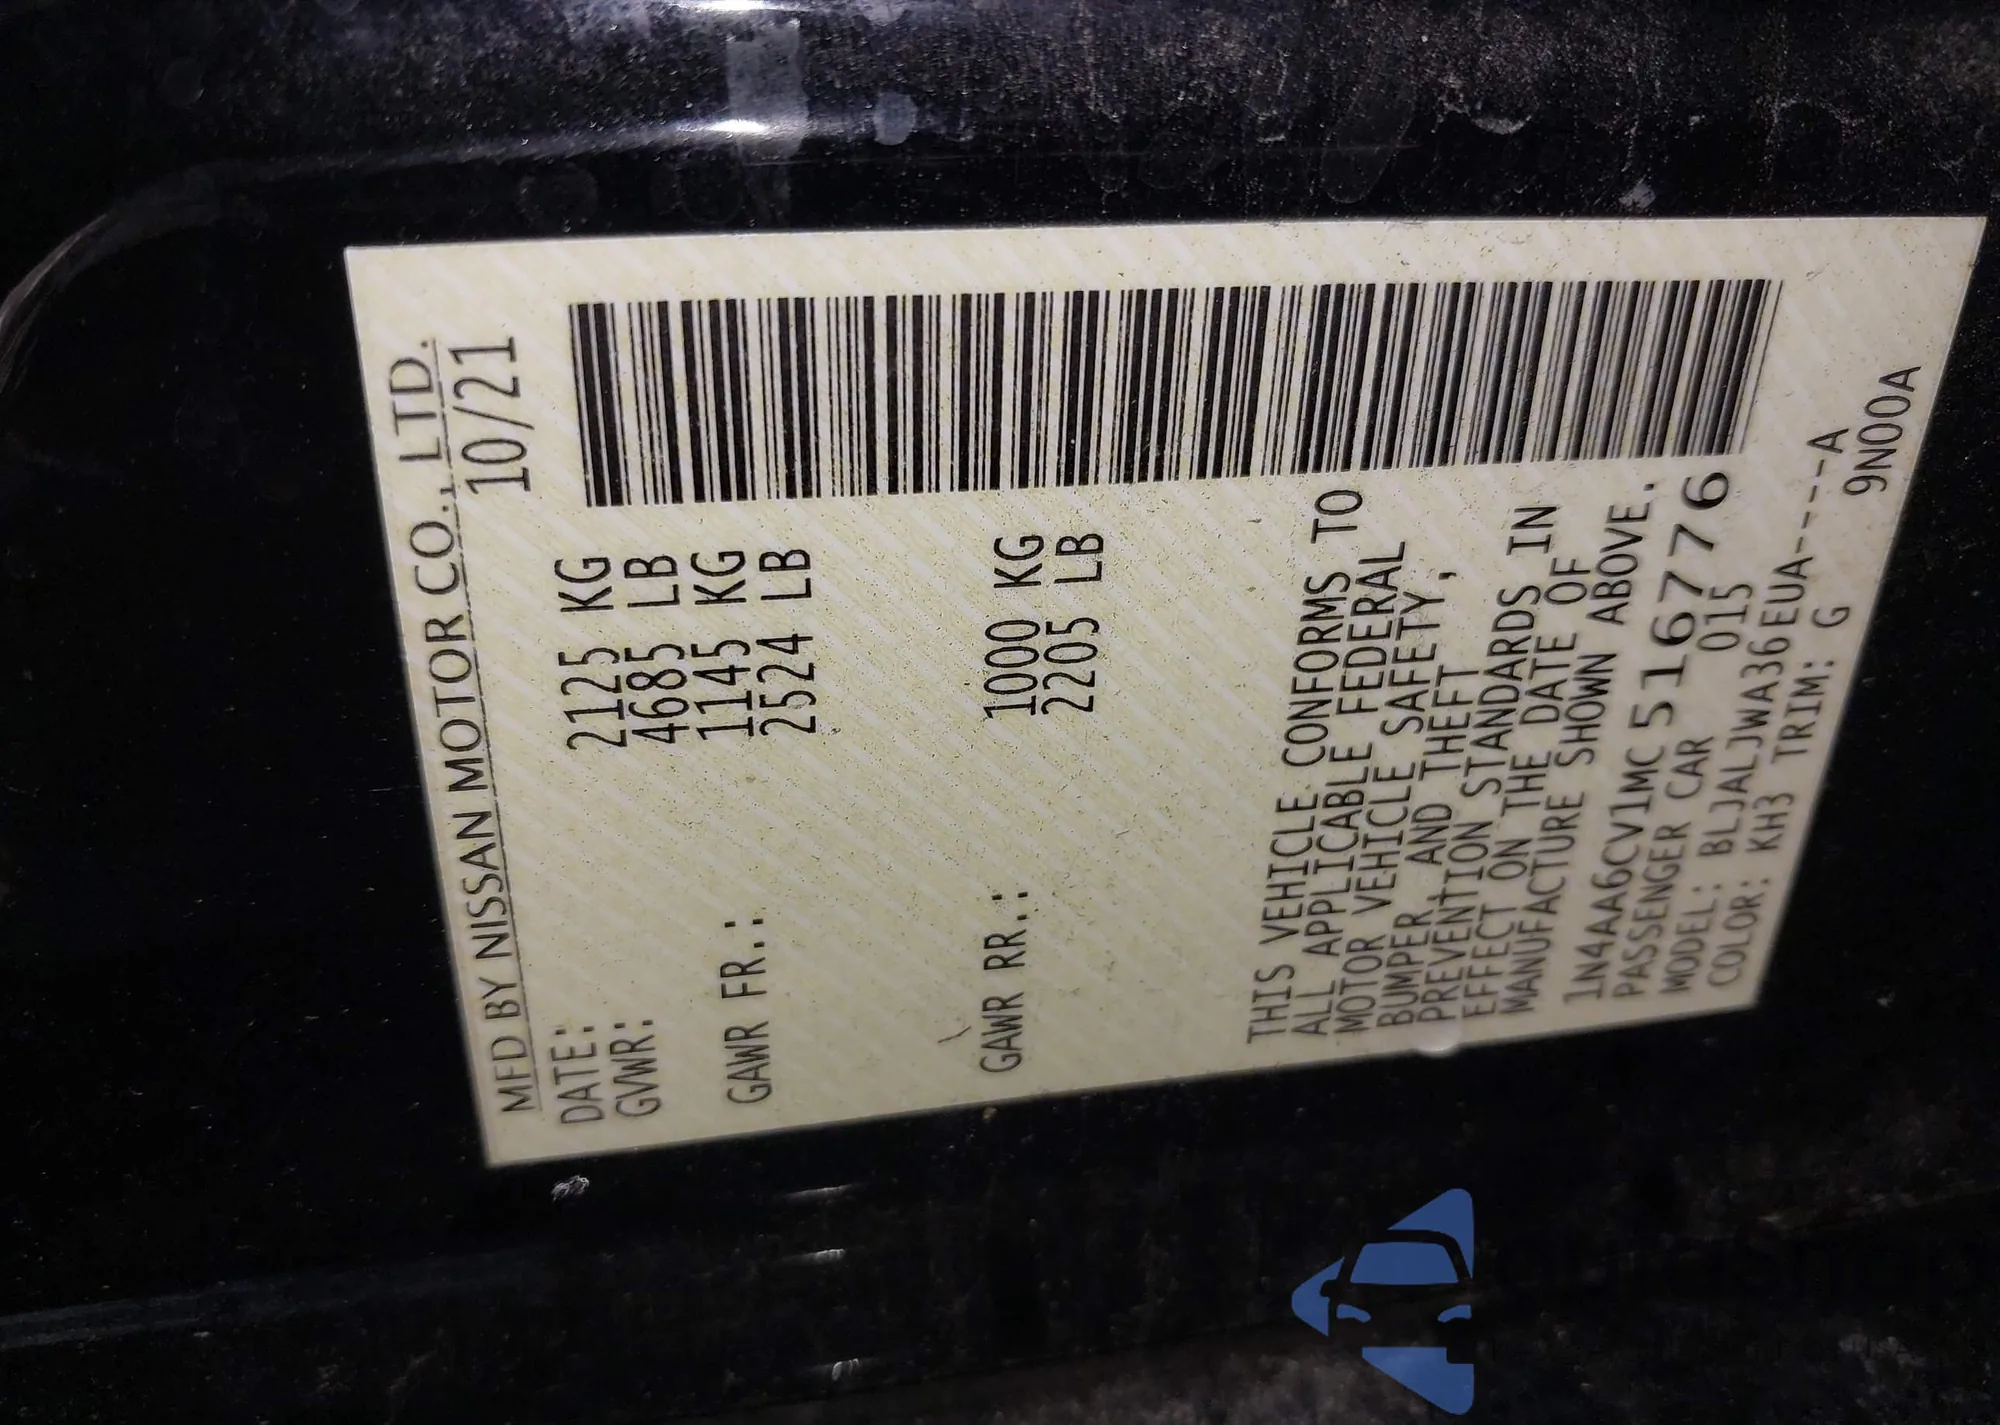 MFD BY NISSAN MOTOR CO., LTD.
DATE: 10/21
GVWR: 2125 KG
4685 LB
GAWR FR.: 1145 KG
2524 LB
GAWR RR.: 1000 KG
2205 LB
THIS VEHICLE CONFORMS TO
ALL APPLICABLE FEDERAL
MOTOR VEHICLE SAFETY,
BUMPER AND THEFT
PREVENTION STANDARDS IN
EFFECT ON THE DATE OF
MANUFACTURE SHOWN ABOVE.
1N4AA6CV1MC516776
PASSENGER CAR 015
MODEL: BLJALJWA36EUA-----A
COLOR: KH3 TRIM: G 9N00A